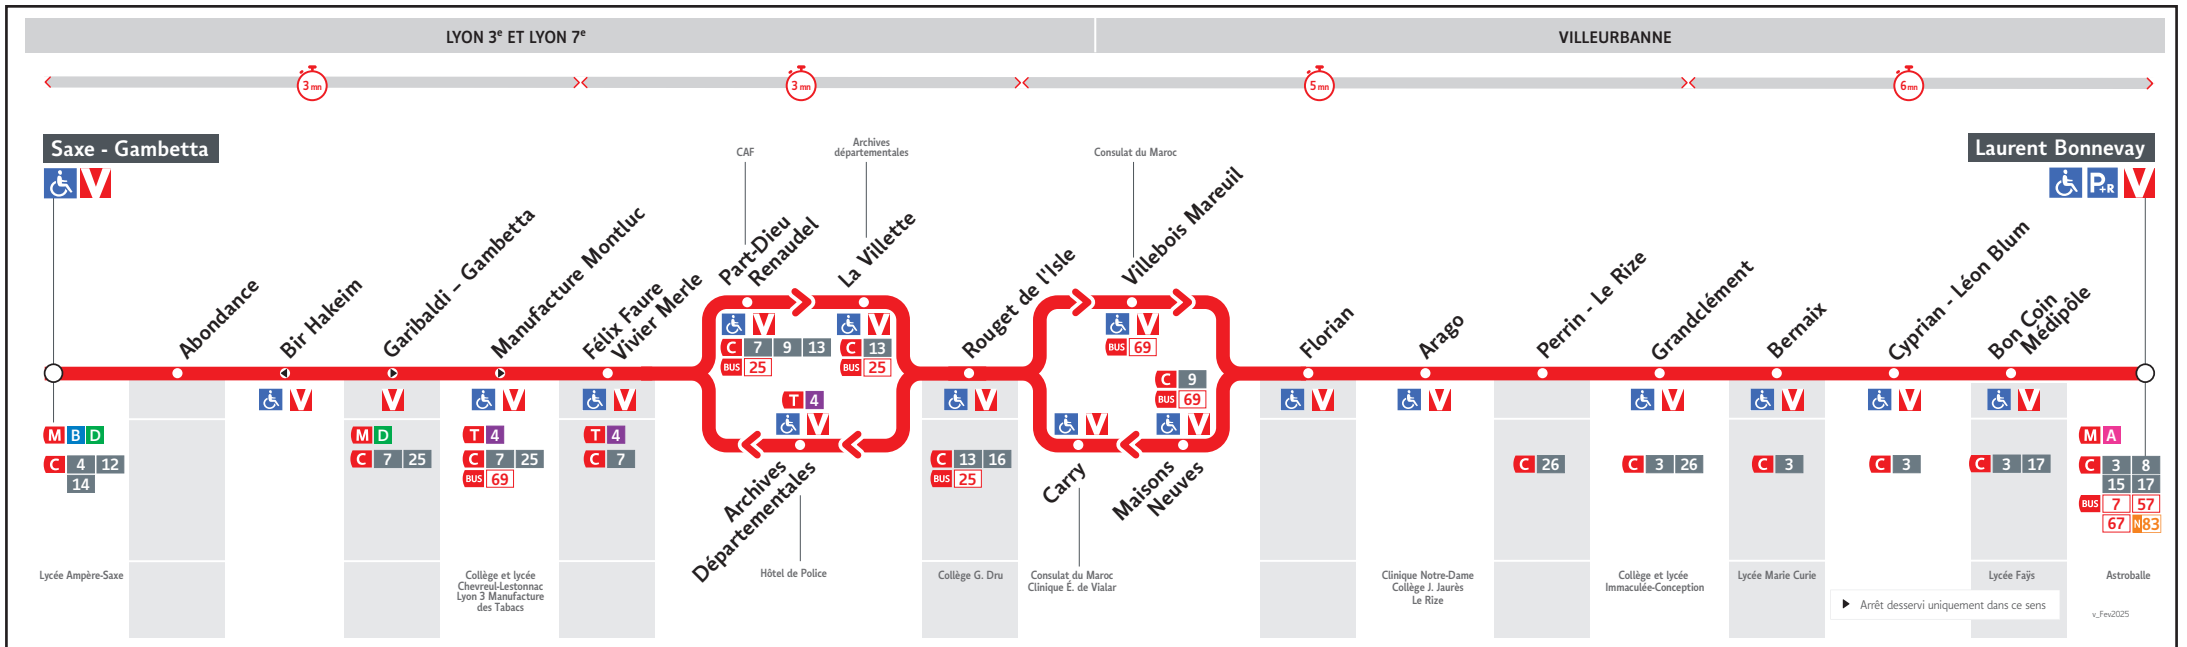 LYON 3e ET LYON 7e
VILLEURBANNE
3 mn
3 mn
5 mn
6 mn
Saxe - Gambetta
Laurent Bonnevay
P+R
CAF
Archives
départementales
Consulat du Maroc
Abondance
Bir Hakeim
Garibaldi – Gambetta
Manufacture Montluc
Félix Faure
Vivier Merle
Part-Dieu
Renaudel
La Villette
Rouget de l'Isle
Villebois Mareuil
Florian
Arago
Perrin - Le Rize
Grandclément
Bernaix
Cyprian - Léon Blum
Bon Coin
Médipôle
C 7 9 13
BUS 25
C 13
BUS 25
BUS 69
T 4
C 9
BUS 69
Archives
Départementales
Carry
Maisons
Neuves
M B D
C 4 12
14
M D
C 7 25
T 4
C 7 25
BUS 69
T 4
C 7
C 13 16
BUS 25
C 26
C 3 26
C 3
C 3
C 3 17
M A
C 3 8
15 17
BUS 7 57
67 N83
Lycée Ampère-Saxe
Collège et lycée
Chevreul-Lestonnac
Lyon 3 Manufacture
des Tabacs
Hôtel de Police
Collège G. Dru
Consulat du Maroc
Clinique É. de Vialar
Clinique Notre-Dame
Collège J. Jaurès
Le Rize
Collège et lycée
Immaculée-Conception
Lycée Marie Curie
Lycée Faÿs
Astroballe
Arrêt desservi uniquement dans ce sens
v_Fev2025